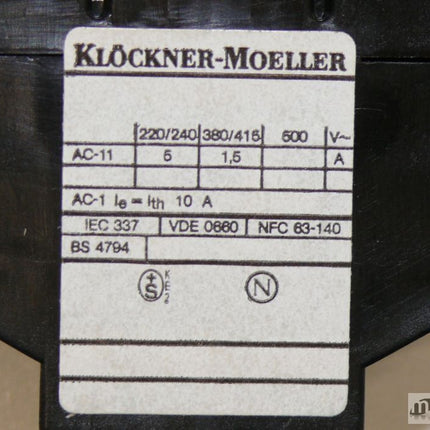 KLÖCKNER-MOELLER
220/240 380/415 500 V~
AC-11 5 1,5 A
AC-1 Ie = Ith 10 A
IEC 337 VDE 0660 NFC 63-140
BS 4794
+S N